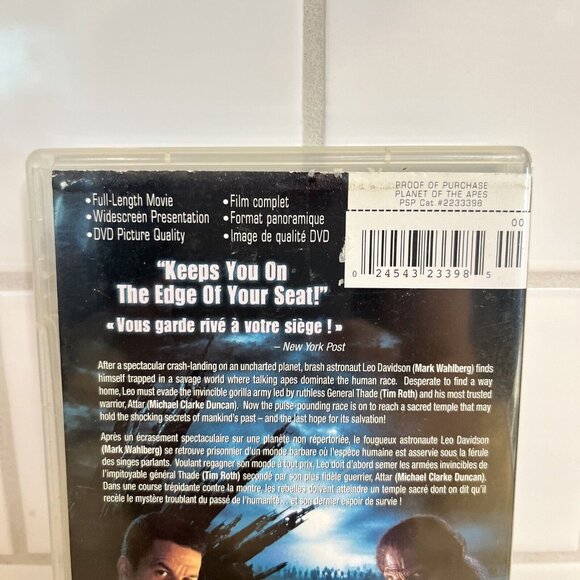 • Full-Length Movie
• Widescreen Presentation
• DVD Picture Quality
• Film complet
• Format panoramique
• Image de qualité DVD
PROOF OF PURCHASE
PLANET OF THE APES
PSP Cat.#2233398
00
0 24543 23398 5
"Keeps You On
The Edge Of Your Seat!"
« Vous garde rivé à votre siège ! »
– New York Post
After a spectacular crash-landing on an uncharted planet, brash astronaut Leo Davidson (Mark Wahlberg) finds
himself trapped in a savage world where talking apes dominate the human race. Desperate to find a way
home, Leo must evade the invincible gorilla army led by ruthless General Thade (Tim Roth) and his most trusted
warrior, Attar (Michael Clarke Duncan). Now the pulse-pounding race is on to reach a sacred temple that may
hold the shocking secrets of mankind's past – and the last hope for its salvation!
Après un écrasément spectaculaire sur une planète non répertoriée, le fougueux astronaute Leo Davidson
(Mark Wahlberg) se retrouve prisonnier d'un monde barbare où l'espèce humaine est asservie sous la férule
des singes parlants. Voulant regagner son monde à tout prix, Leo doit d'abord semer les armées invincibles de
l'impitoyable général Thade (Tim Roth) secondé par son plus fidèle guerrier, Attar (Michael Clarke Duncan).
Dans une course trépidante contre la montre, les rebelles doivent atteindre un temple sacré dont on dit qu'il
recèle le mystère troublant du passé de l'humanité... et son dernier espoir de survie !